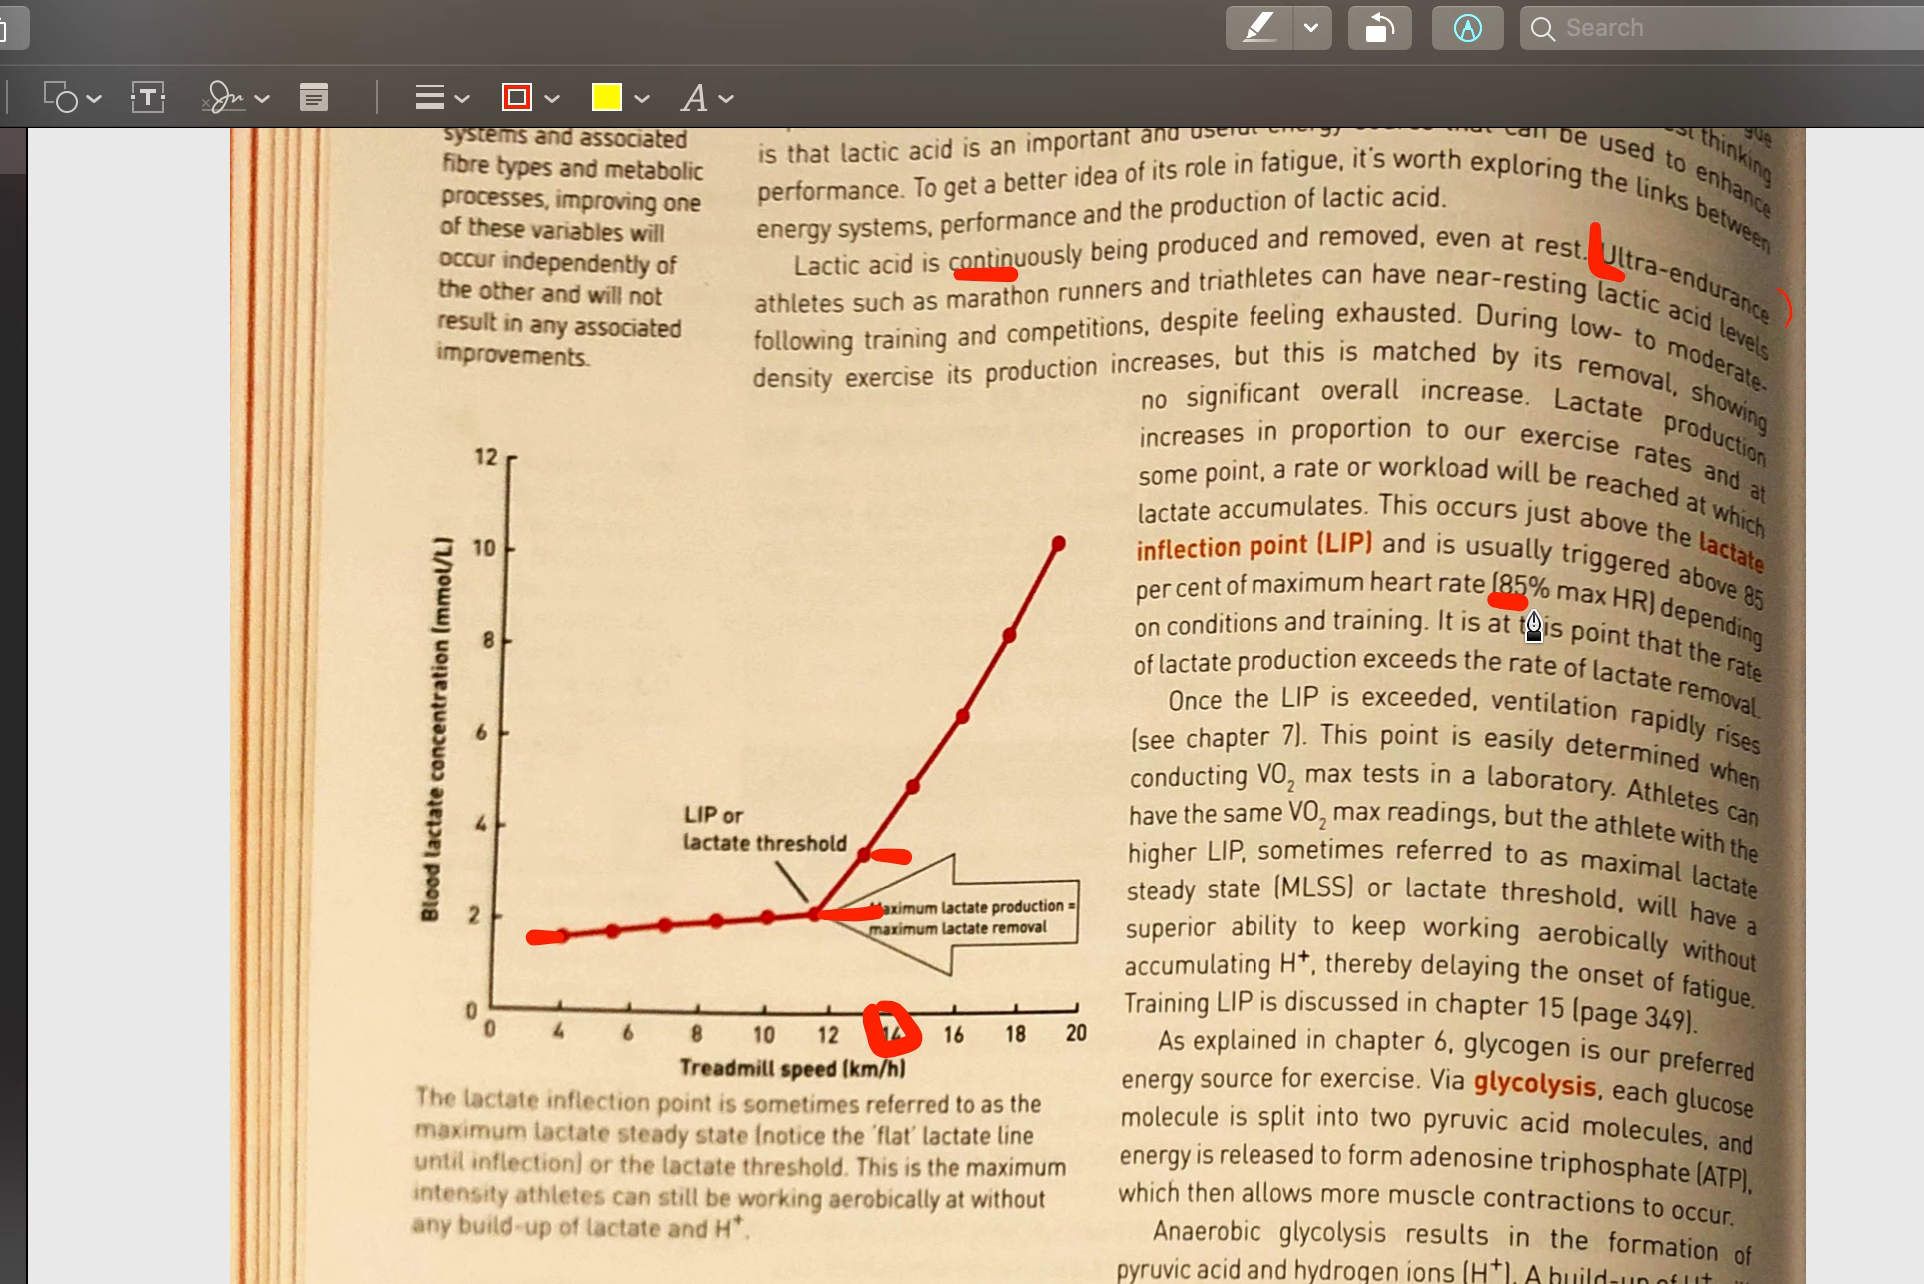 Search
systems and associated
fibre types and metabolic
processes, improving one
of these variables will
occur independently of
the other and will not
result in any associated
improvements.
thinking
is that lactic acid is an important and useful energy that can be used to enhance
performance. To get a better idea of its role in fatigue, it's worth exploring the links between
energy systems, performance and the production of lactic acid.
Lactic acid is continuously being produced and removed, even at rest. Ultra-endurance
athletes such as marathon runners and triathletes can have near-resting lactic acid levels
following training and competitions, despite feeling exhausted. During low- to moderate-
density exercise its production increases, but this is matched by its removal, showing
no significant overall increase. Lactate production
increases in proportion to our exercise rates and at
some point, a rate or workload will be reached at which
lactate accumulates. This occurs just above the lactate
inflection point (LIP) and is usually triggered above 85
per cent of maximum heart rate (85% max HR) depending
on conditions and training. It is at this point that the rate
of lactate production exceeds the rate of lactate removal.
Once the LIP is exceeded, ventilation rapidly rises
(see chapter 7). This point is easily determined when
conducting VO2 max tests in a laboratory. Athletes can
have the same VO2 max readings, but the athlete with the
higher LIP, sometimes referred to as maximal lactate
steady state (MLSS) or lactate threshold, will have a
superior ability to keep working aerobically without
accumulating H+, thereby delaying the onset of fatigue.
Training LIP is discussed in chapter 15 (page 349).
As explained in chapter 6, glycogen is our preferred
energy source for exercise. Via glycolysis, each glucose
molecule is split into two pyruvic acid molecules, and
energy is released to form adenosine triphosphate (ATP),
which then allows more muscle contractions to occur.
Anaerobic glycolysis results in the formation of
pyruvic acid and hydrogen ions (H+). A build-up of H+
Blood lactate concentration (mmol/L)
12
10
8
6
4
2
0
LIP or
lactate threshold
Maximum lactate production =
maximum lactate removal
0 4 6 8 10 12 14 16 18 20
Treadmill speed (km/h)
The lactate inflection point is sometimes referred to as the
maximum lactate steady state (notice the 'flat' lactate line
until inflection) or the lactate threshold. This is the maximum
intensity athletes can still be working aerobically at without
any build-up of lactate and H+.